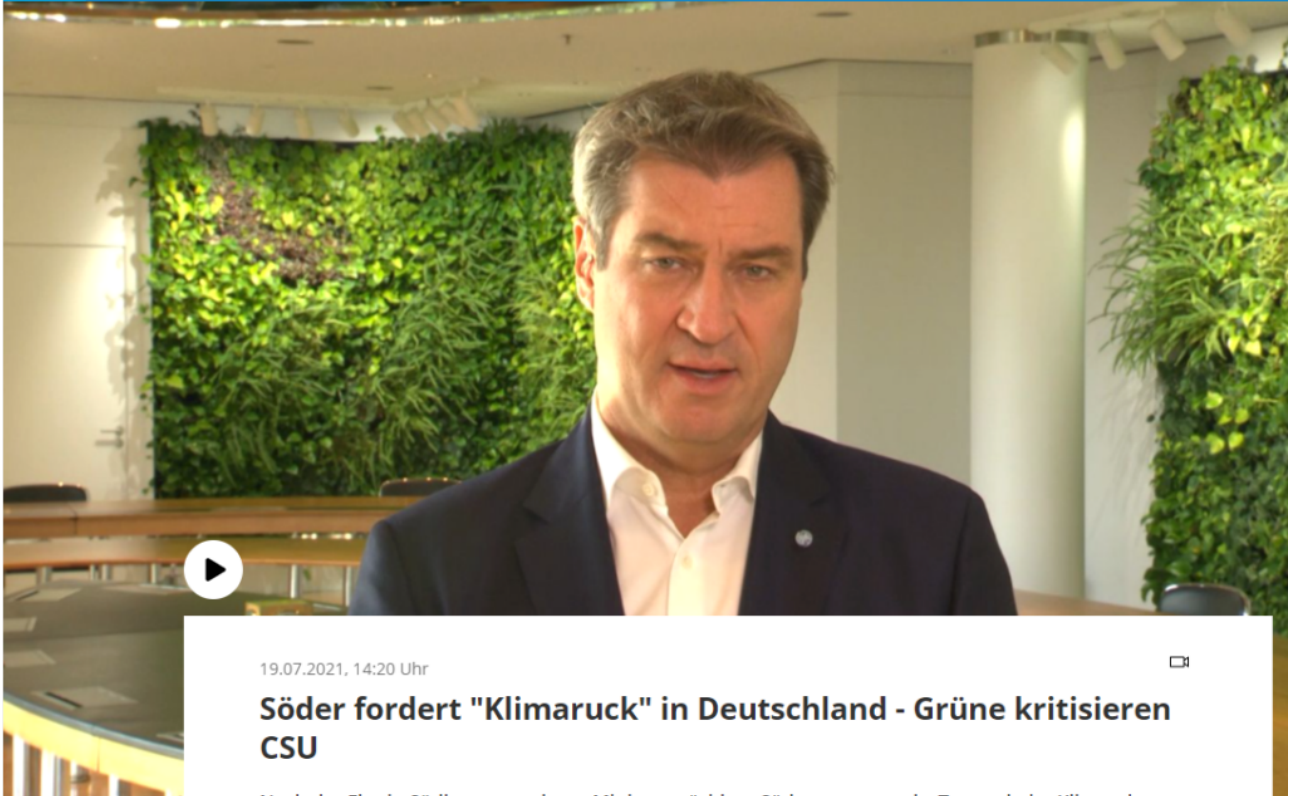 19.07.2021, 14:20 Uhr
Söder fordert "Klimaruck" in Deutschland - Grüne kritisieren
CSU